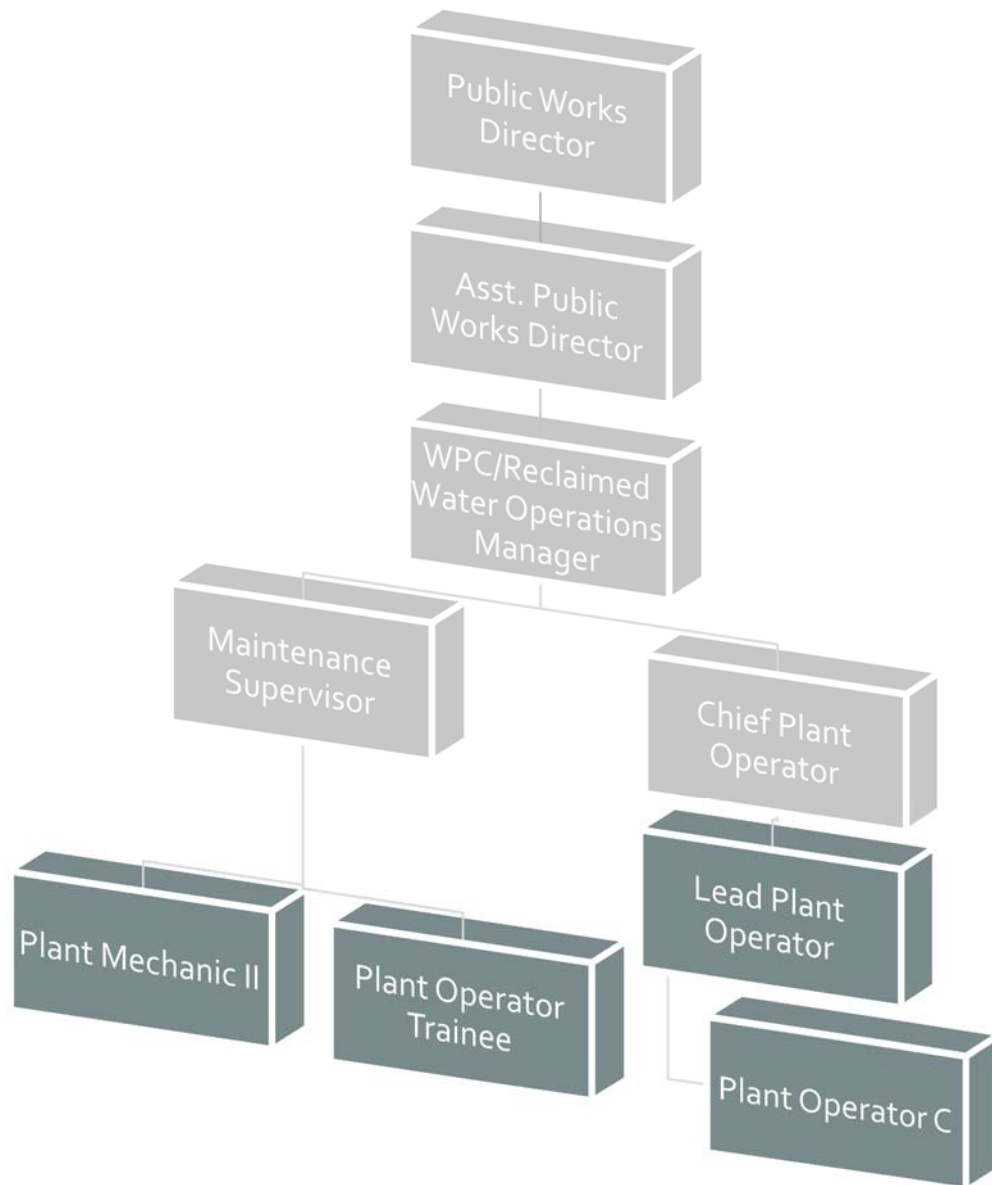 Public Works
Director
Asst. Public
Works Director
WPC/Reclaimed
Water Operations
Manager
Maintenance
Supervisor
Chief Plant
Operator
Plant Mechanic II
Plant Operator
Trainee
Lead Plant
Operator
Plant Operator C